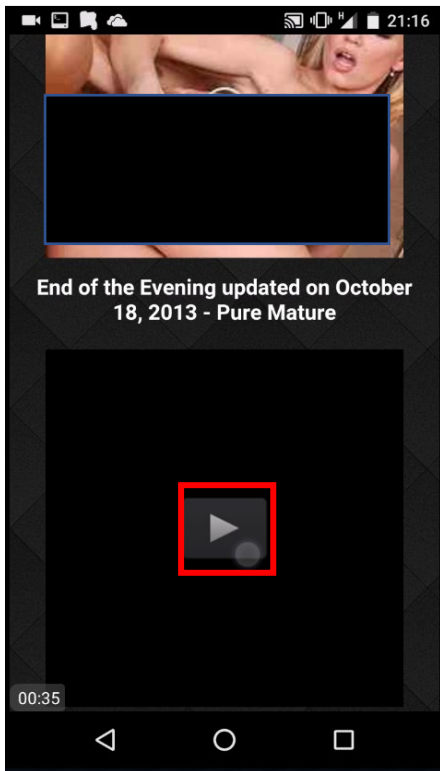 H
21:16
End of the Evening updated on October
18, 2013 - Pure Mature
00:35